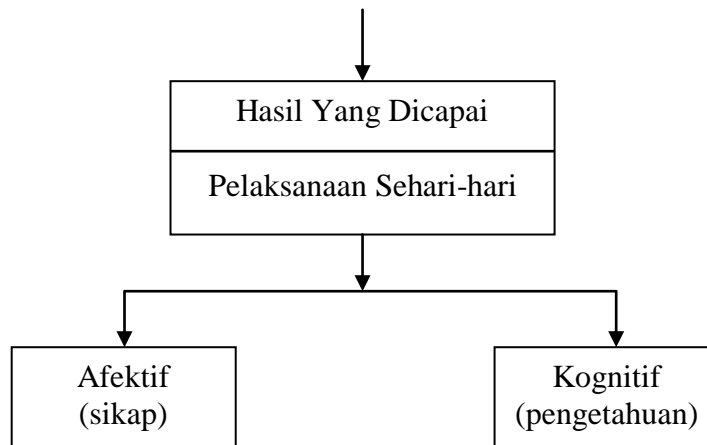 Hasil Yang Dicapai
Pelaksanaan Sehari-hari
Afektif
(sikap)
Kognitif
(pengetahuan)